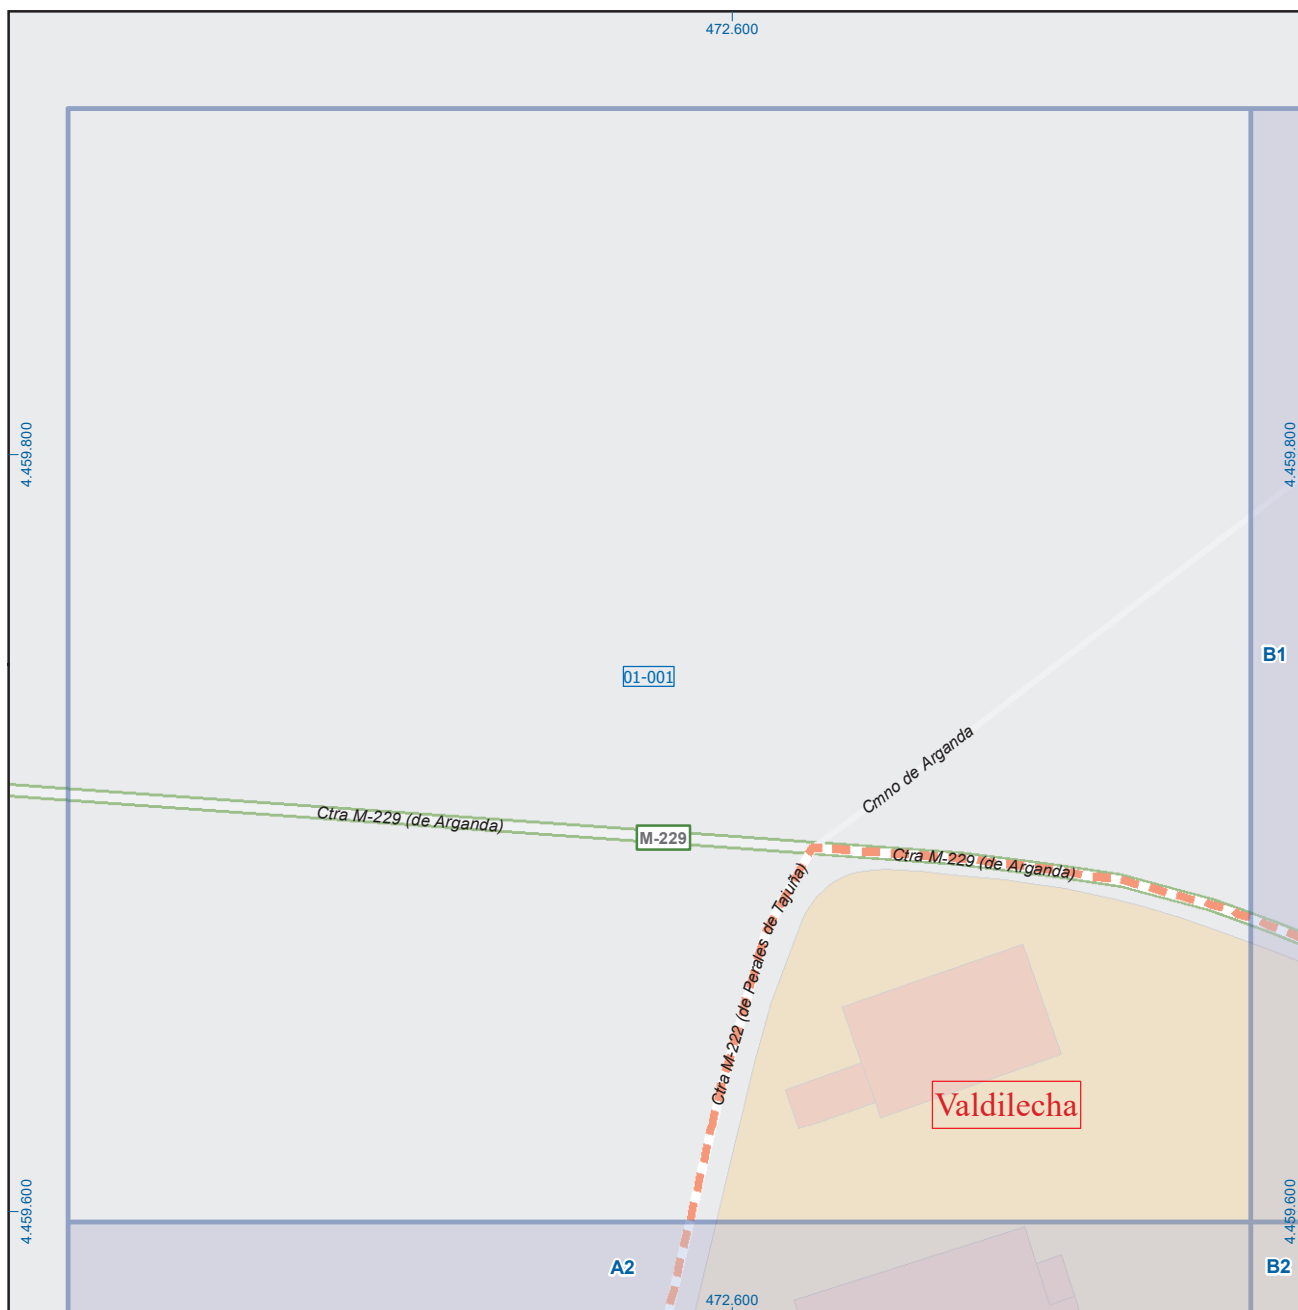 472.600
4.459.800
4.459.800
B1
01-001
Cmno de Arganda
Ctra M-229 (de Arganda)
M-229
Ctra M-229 (de Arganda)
Ctra M-222 (de Perales de Tajuña)
Valdilecha
4.459.600
4.459.600
A2
B2
472.600